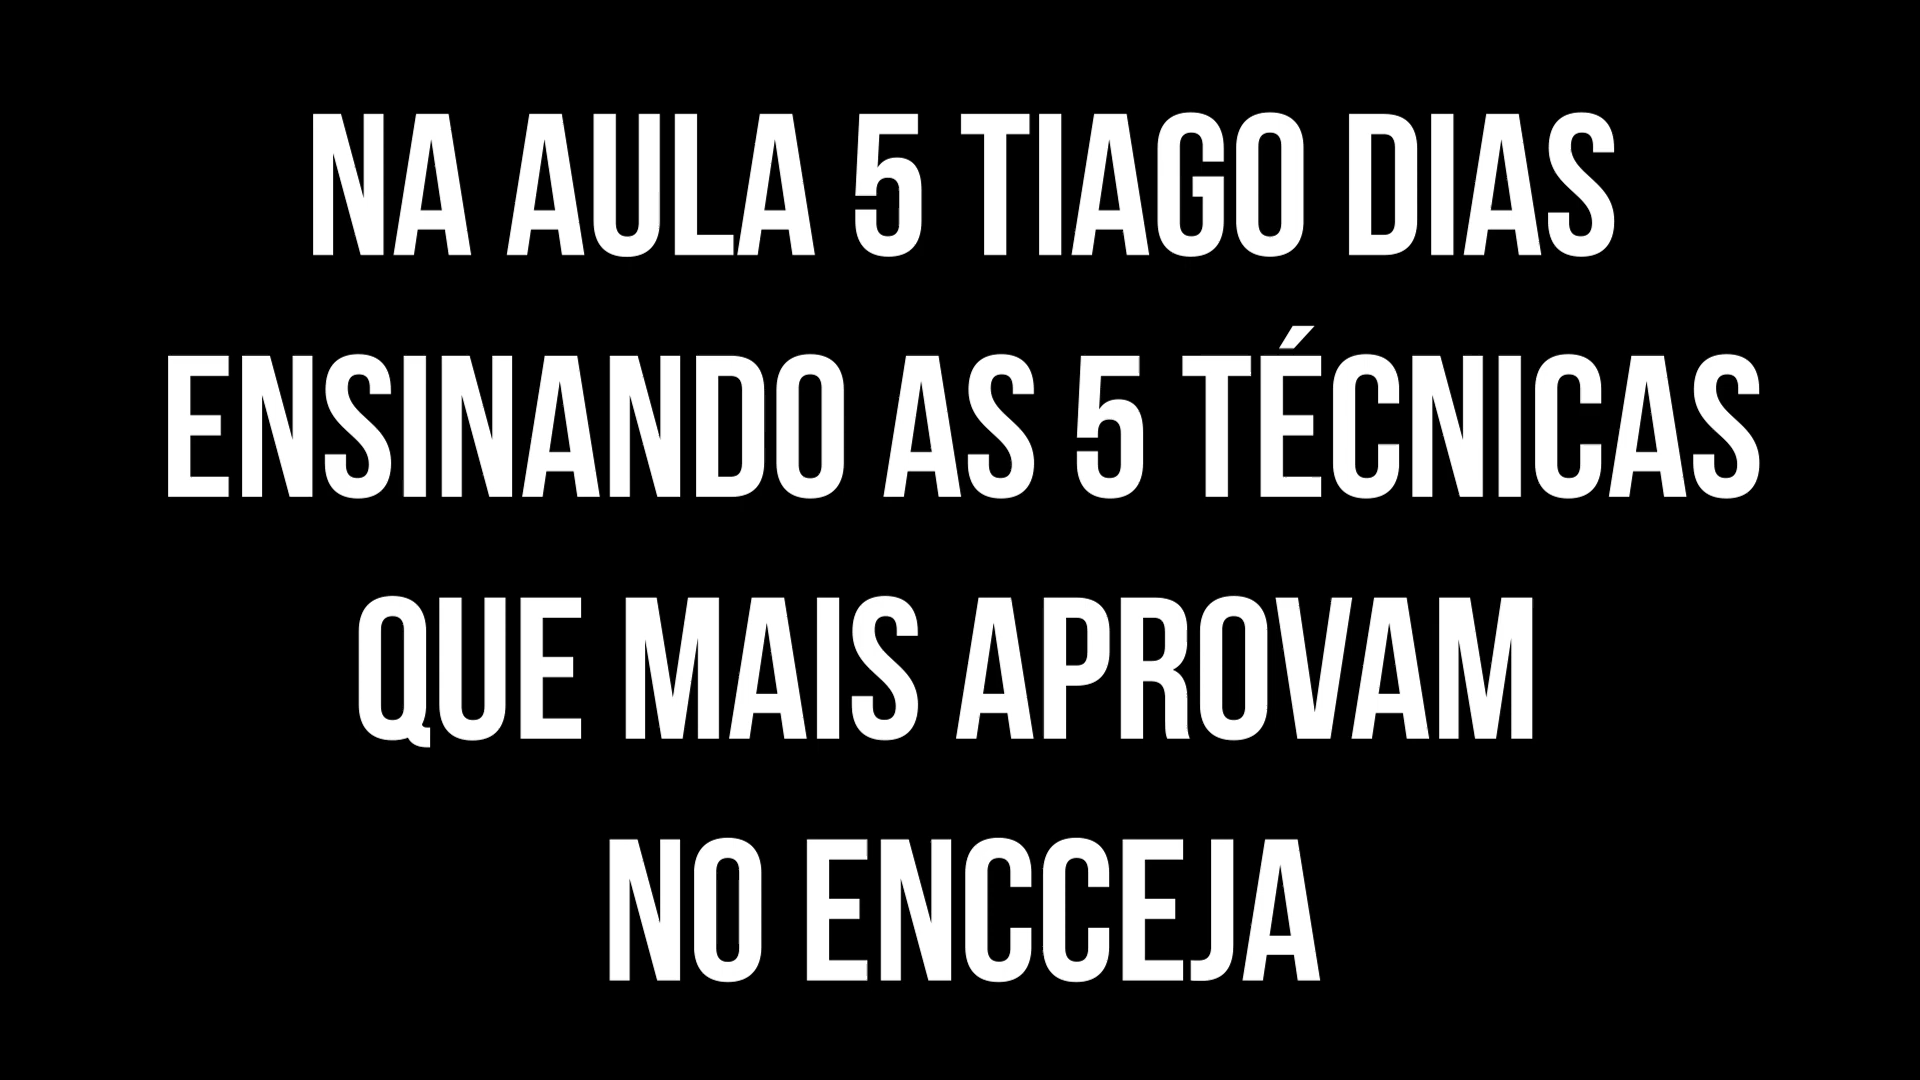 NA AULA 5 TIAGO DIAS
ENSINANDO AS 5 TÉCNICAS
QUE MAIS APROVAM
NO ENCCEJA